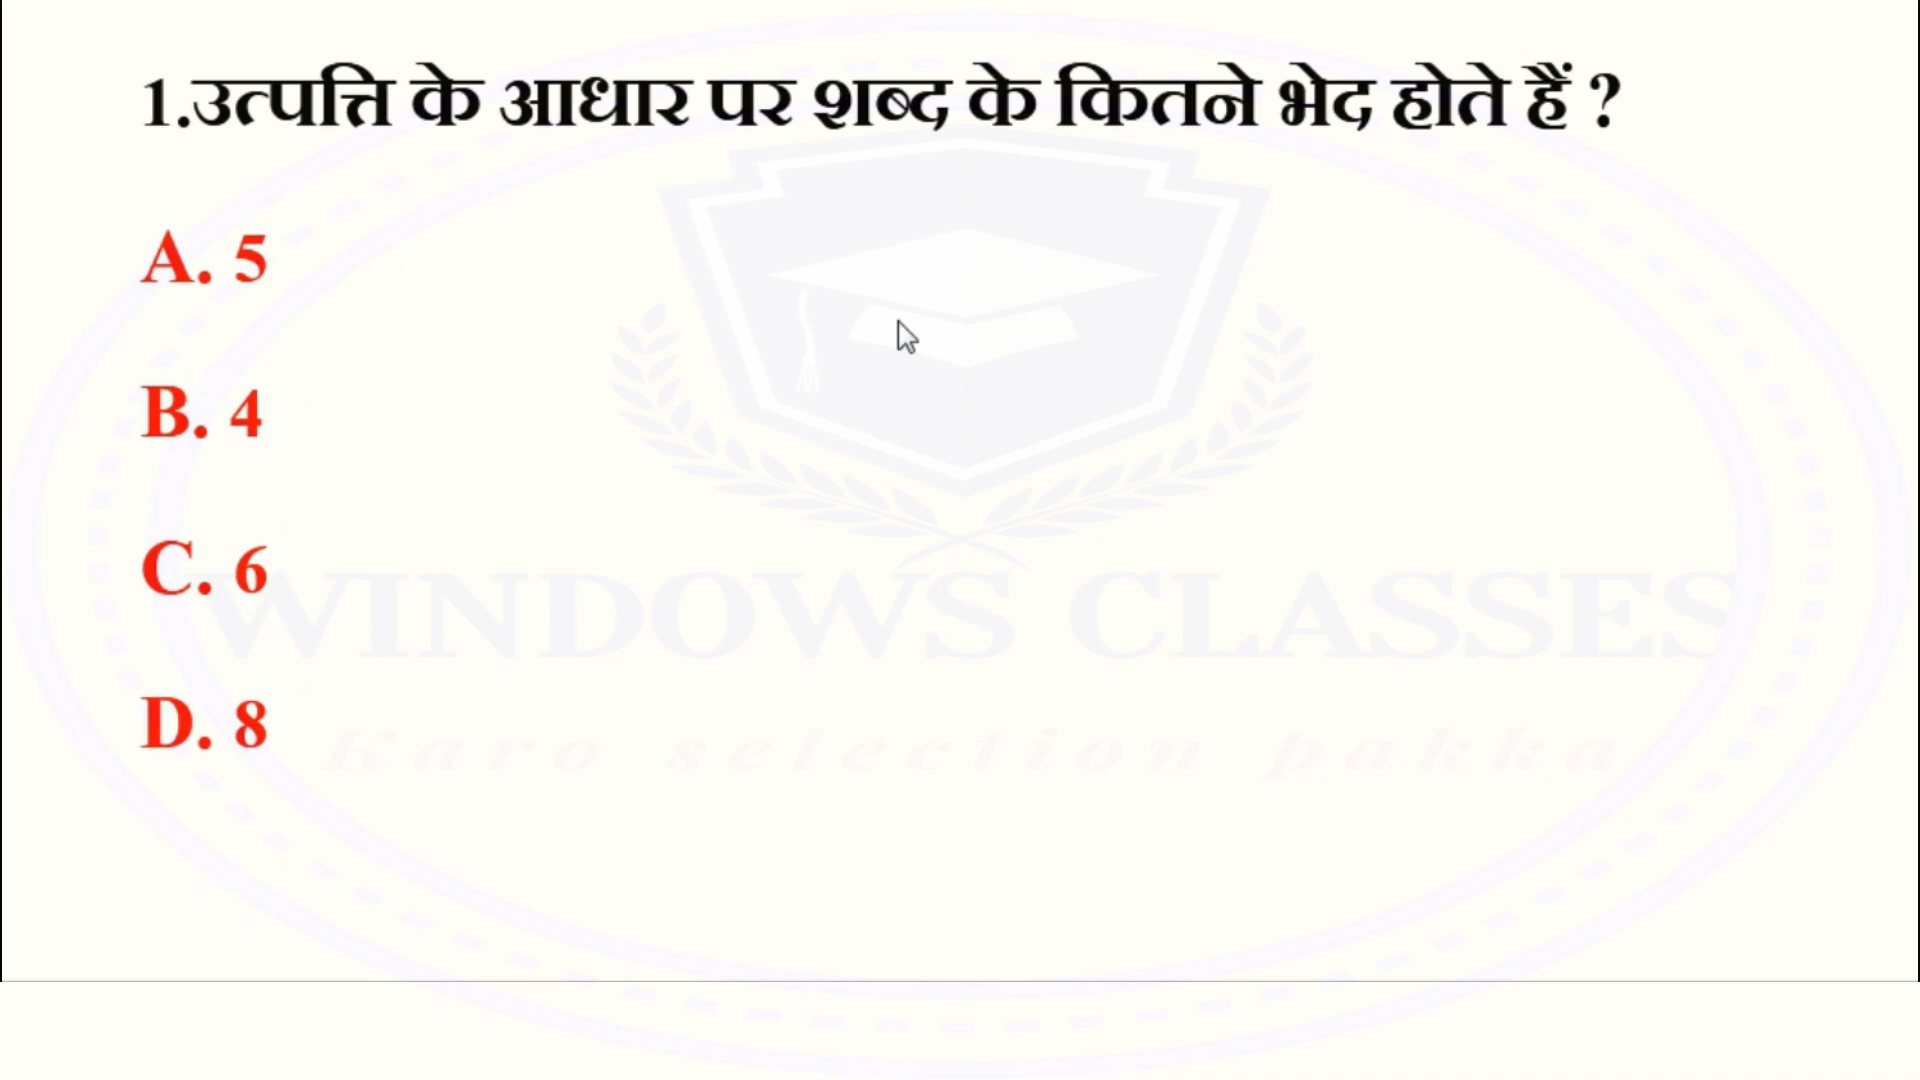 1.उत्पत्ति के आधार पर शब्द के कितने भेद होते हैं ?
A. 5
B. 4
C. 6
D. 8
WINDOWS CLASSES
Karo selection pakka